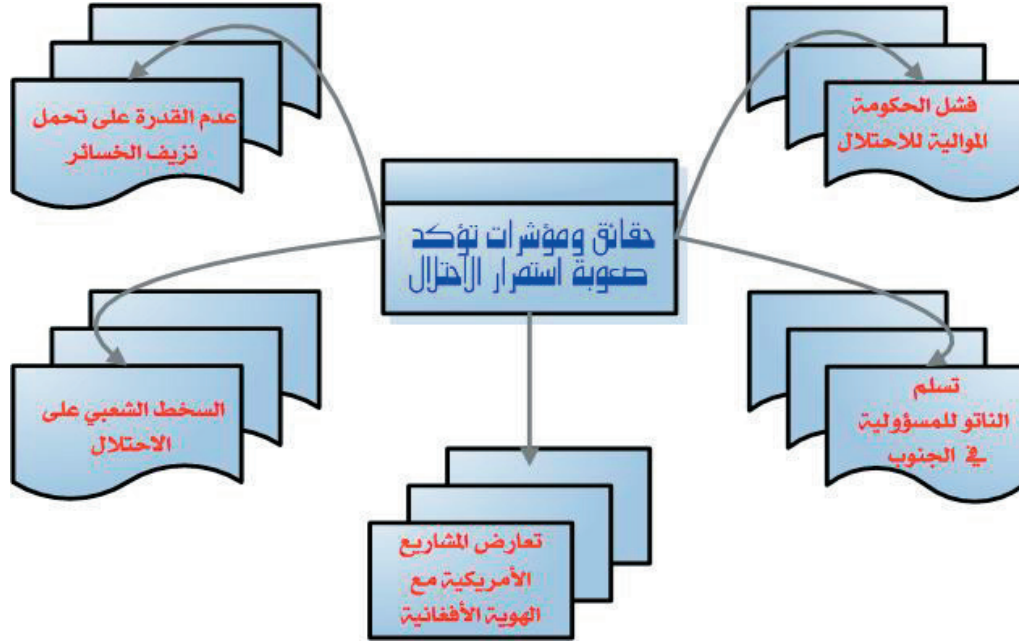 حقائق ومؤشرات تؤكد
صعوبة استمرار الاحتلال
فشل الحكومة
الموالية للاحتلال
تسلم
الناتو للمسؤولية
في الجنوب
تعارض المشاريع
الأمريكية مع
الهوية الأفغانية
السخط الشعبي على
الاحتلال
عدم القدرة على تحمل
نزيف الخسائر